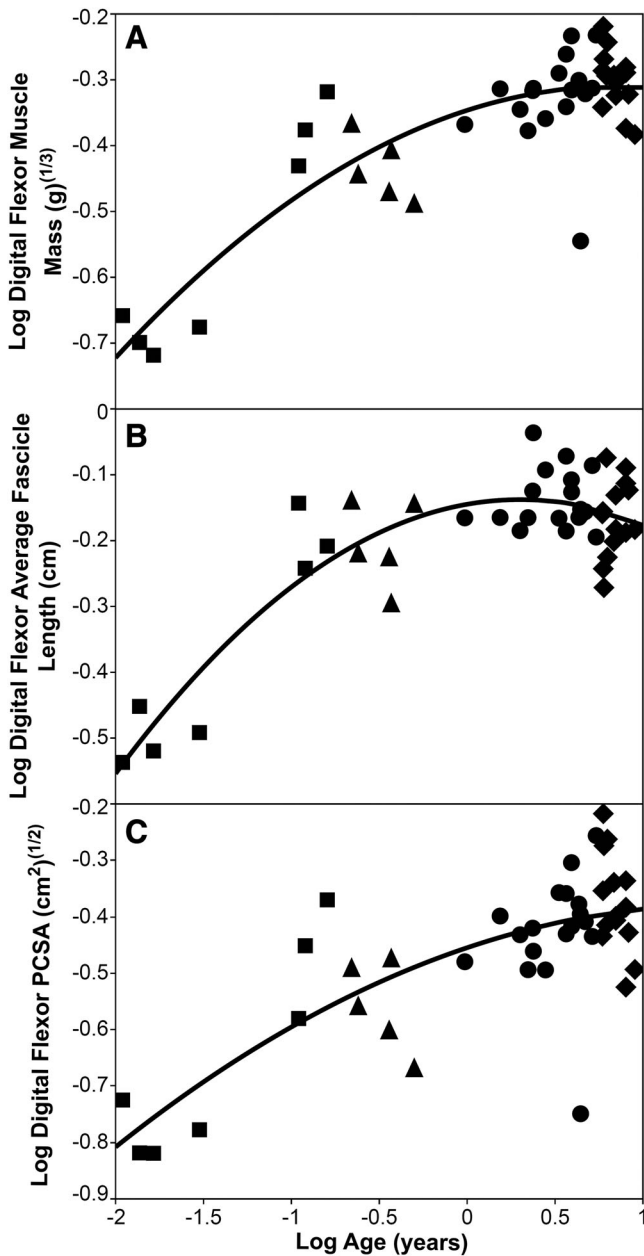 A
Log Digital Flexor Muscle
Mass (g)(1/3)
-0.2
-0.3
-0.4
-0.5
-0.6
-0.7
B
Log Digital Flexor Average Fascicle
Length (cm)
0
-0.1
-0.2
-0.3
-0.4
-0.5
C
Log Digital Flexor PCSA (cm2)(1/2)
-0.2
-0.3
-0.4
-0.5
-0.6
-0.7
-0.8
-0.9
-2 -1.5 -1 -0.5 0 0.5 1
Log Age (years)